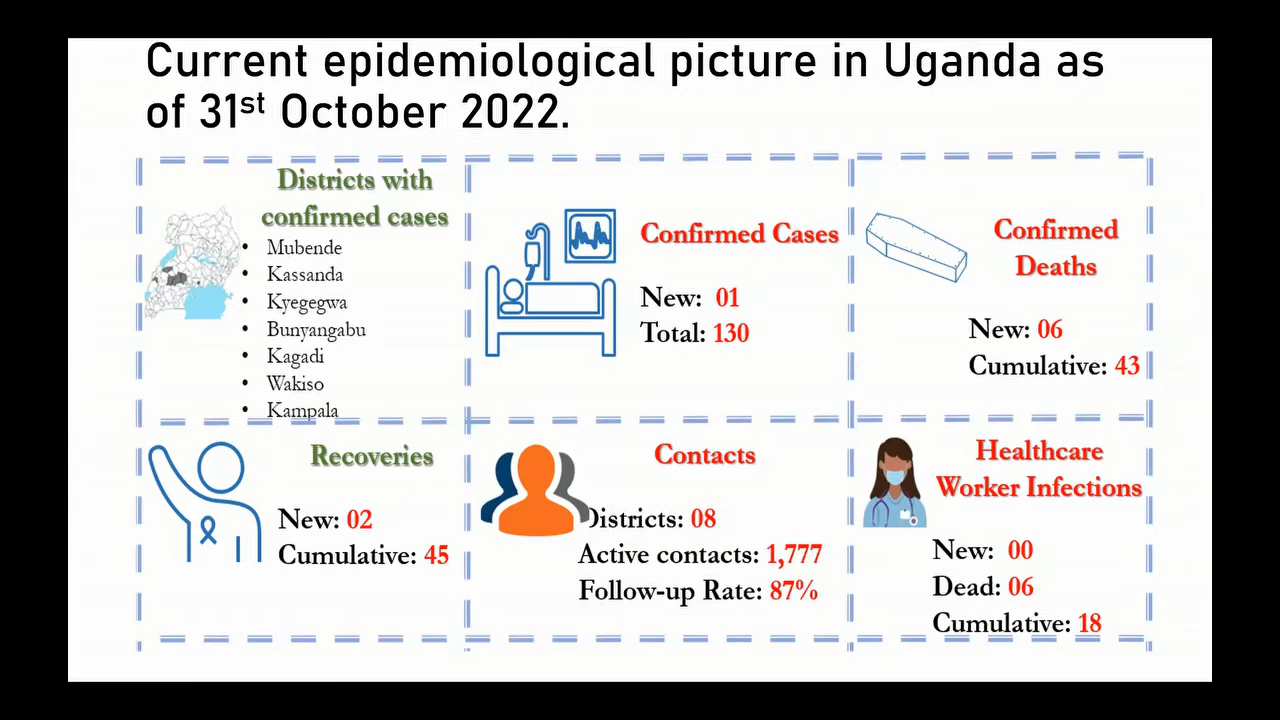 Current epidemiological picture in Uganda as
of 31st October 2022.
Districts with
confirmed cases
• Mubende
• Kassanda
• Kyegegwa
• Bunyangabu
• Kagadi
• Wakiso
• Kampala
Confirmed Cases
New: 01
Total: 130
Confirmed
Deaths
New: 06
Cumulative: 43
Recoveries
New: 02
Cumulative: 45
Contacts
Districts: 08
Active contacts: 1,777
Follow-up Rate: 87%
Healthcare
Worker Infections
New: 00
Dead: 06
Cumulative: 18